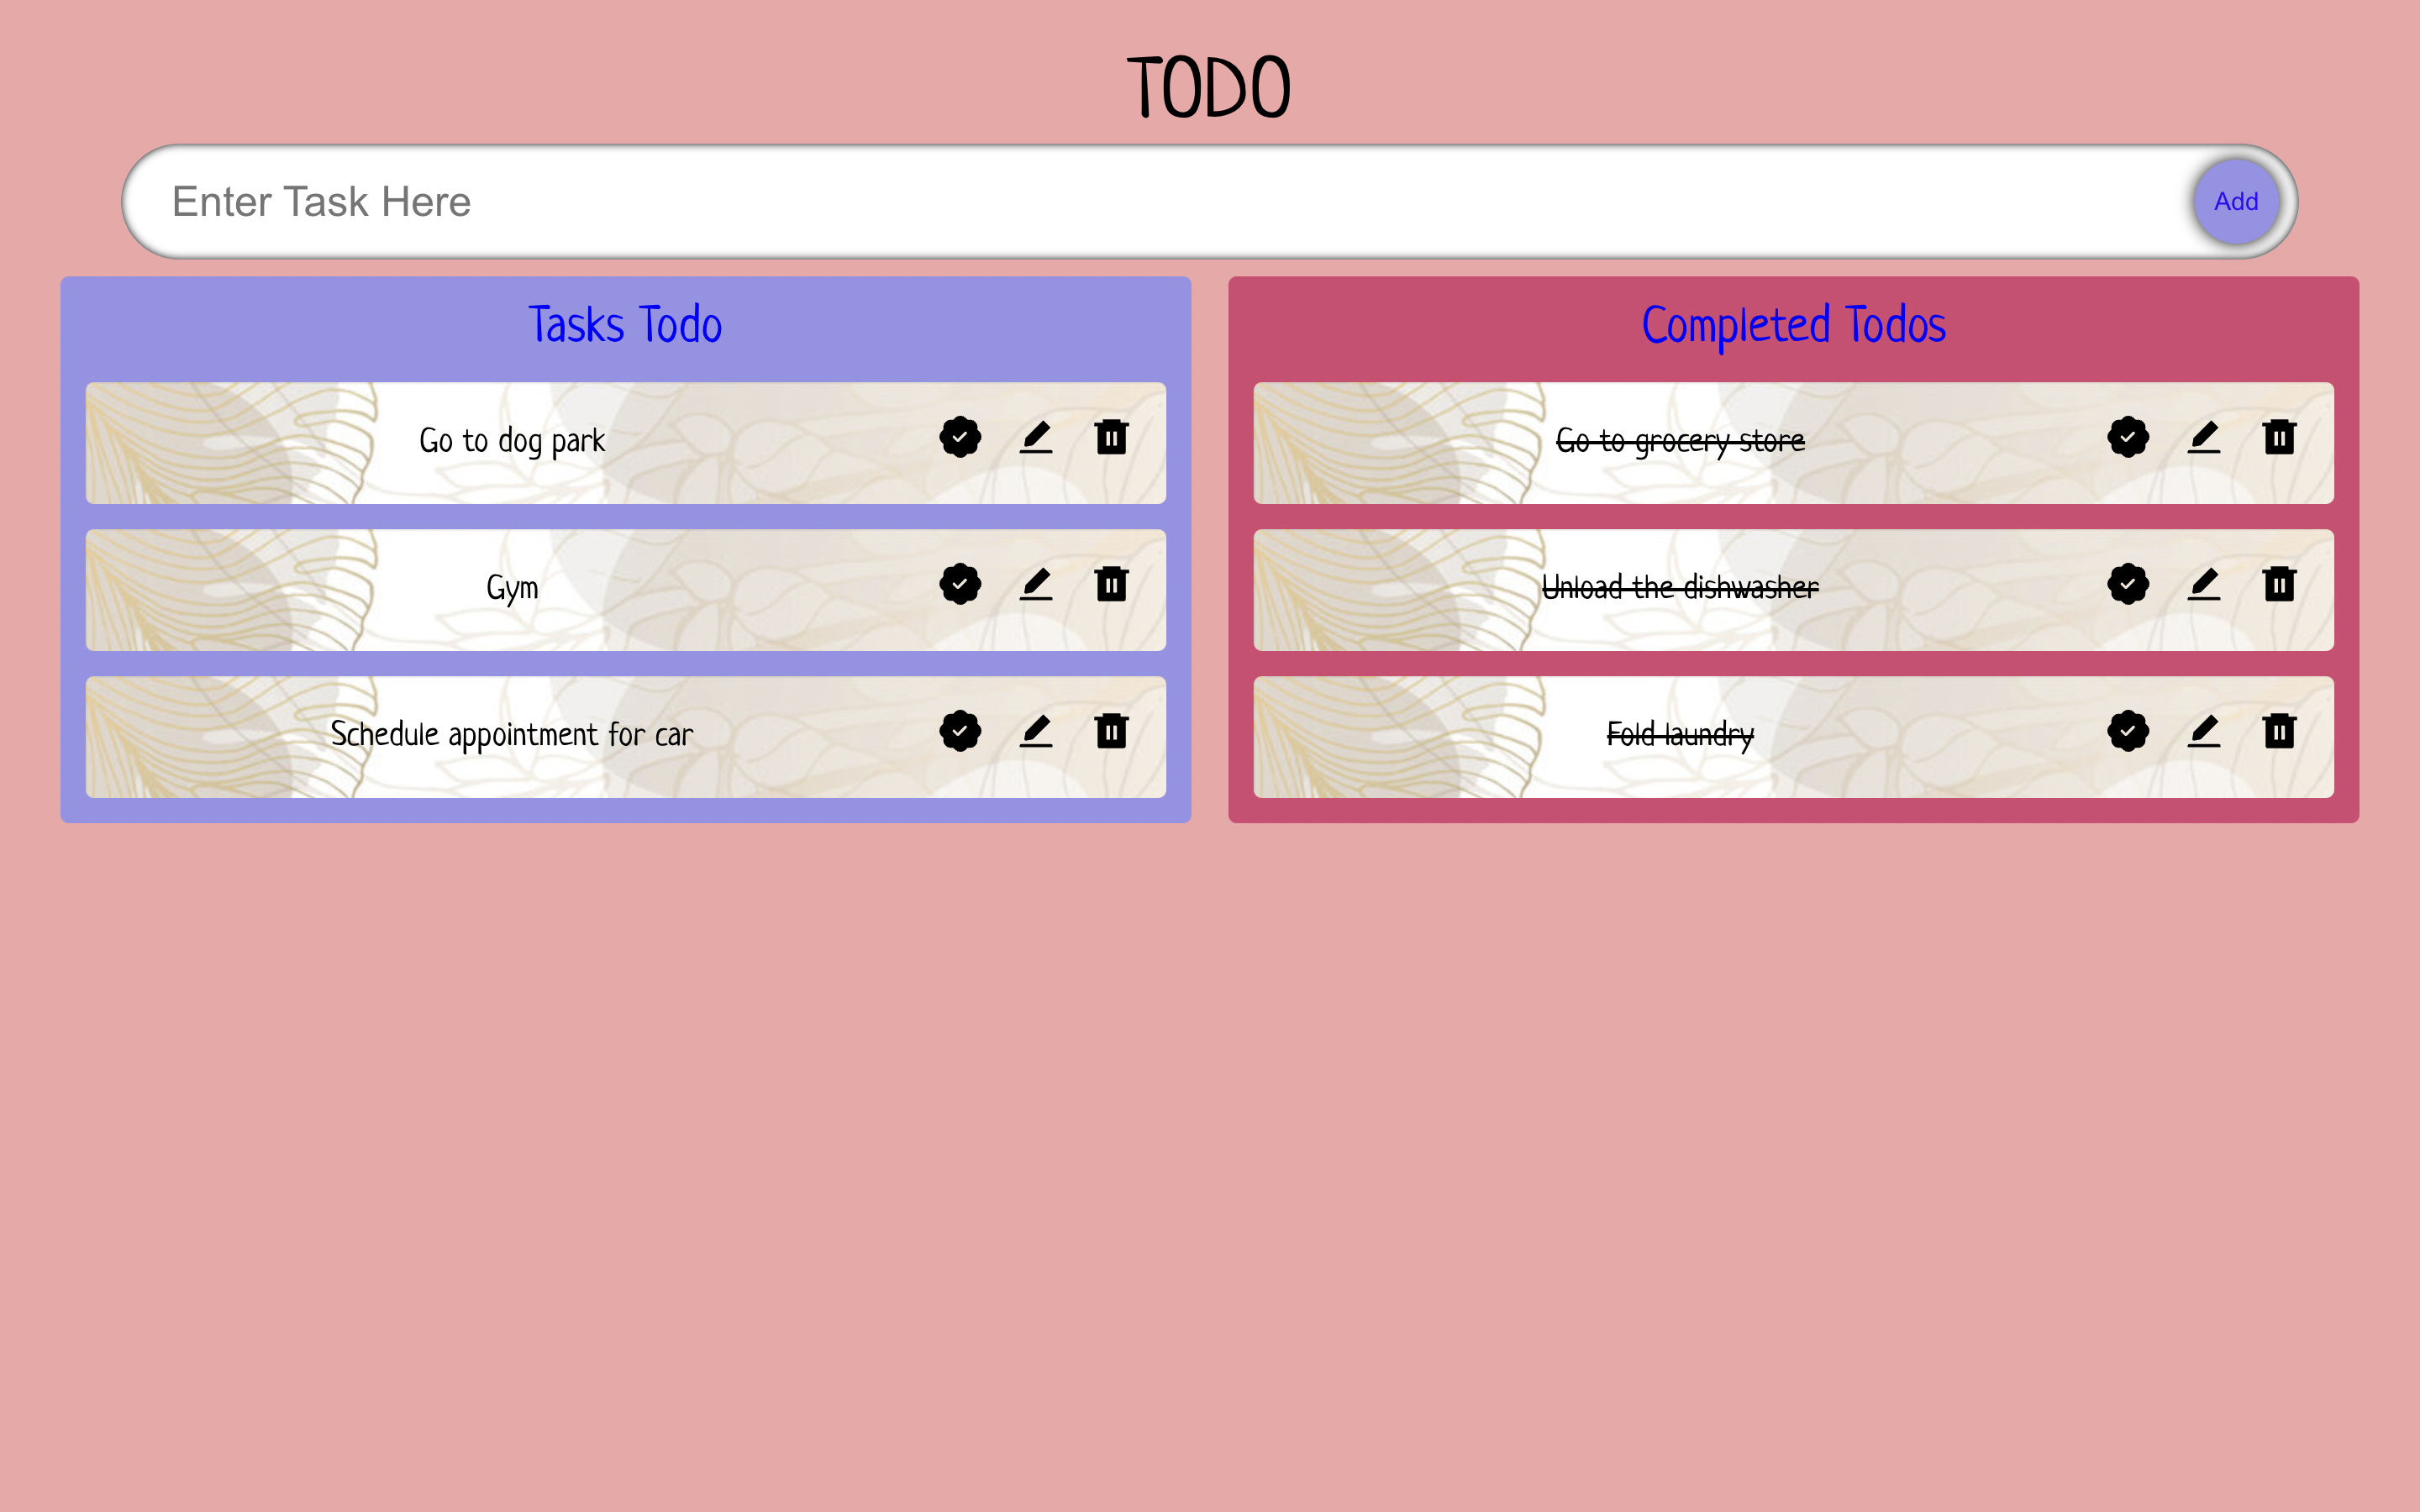 TODO
Enter Task Here
Add
Tasks Todo
Go to dog park
Gym
Schedule appointment for car
Completed Todos
Go to grocery store
Unload the dishwasher
Fold laundry